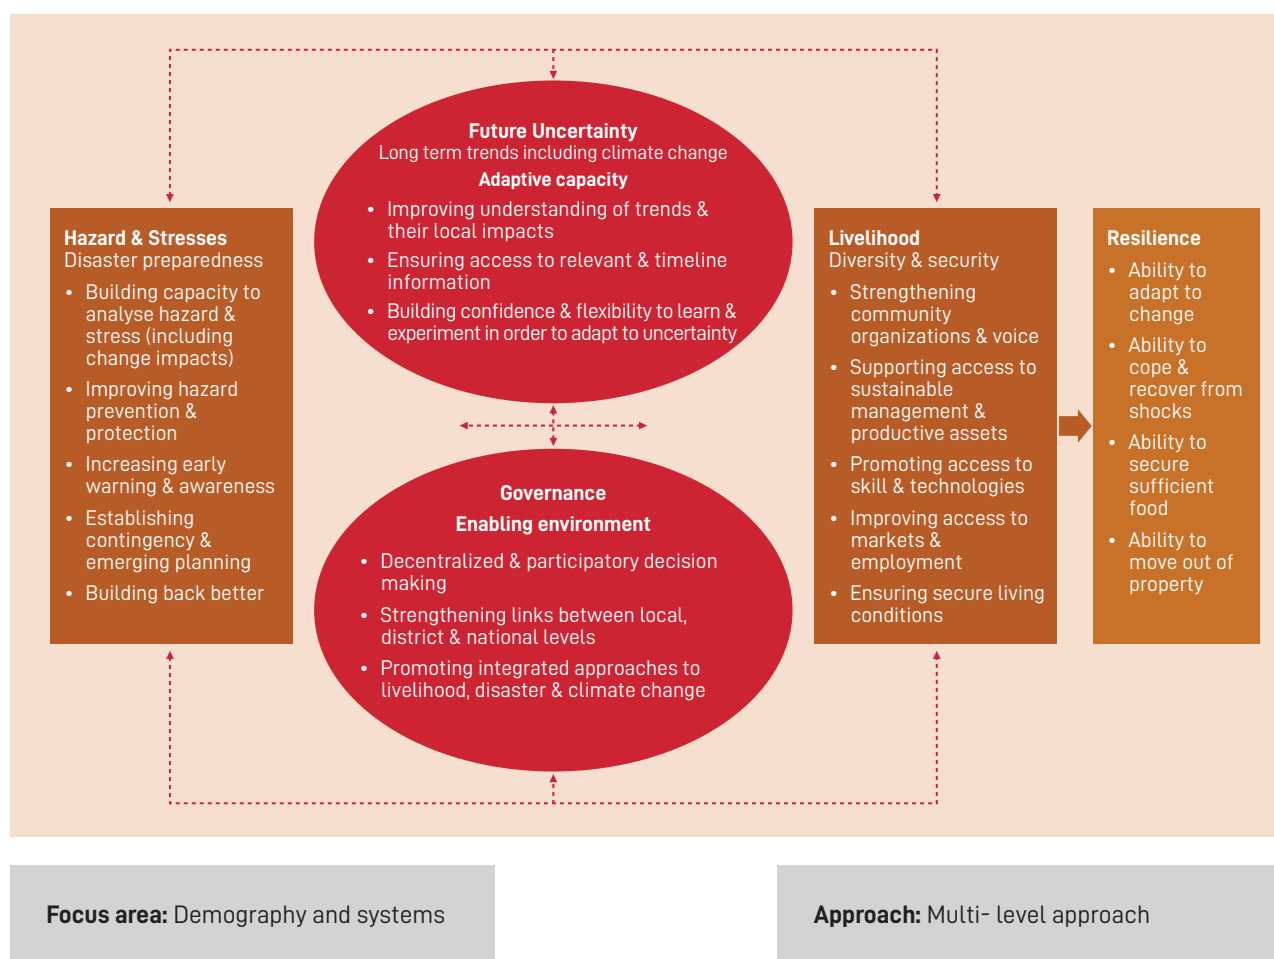 Future Uncertainty
Long term trends including climate change
Adaptive capacity
• Improving understanding of trends &
their local impacts
• Ensuring access to relevant & timeline
information
• Building confidence & flexibility to learn &
experiment in order to adapt to uncertainty
Hazard & Stresses
Disaster preparedness
• Building capacity to
analyse hazard &
stress (including
change impacts)
• Improving hazard
prevention &
protection
• Increasing early
warning & awareness
• Establishing
contingency &
emerging planning
• Building back better
Governance
Enabling environment
• Decentralized & participatory decision
making
• Strengthening links between local,
district & national levels
• Promoting integrated approaches to
livelihood, disaster & climate change
Livelihood
Diversity & security
• Strengthening
community
organizations & voice
• Supporting access to
sustainable
management &
productive assets
• Promoting access to
skill & technologies
• Improving access to
markets &
employment
• Ensuring secure living
conditions
Resilience
• Ability to
adapt to
change
• Ability to
cope &
recover from
shocks
• Ability to
secure
sufficient
food
• Ability to
move out of
property
Focus area: Demography and systems
Approach: Multi- level approach